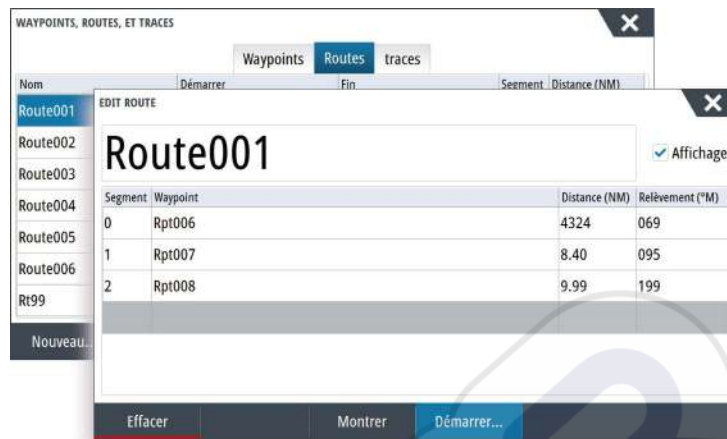 WAYPOINTS, ROUTES, ET TRACES
Waypoints Routes traces
Nom Démarrer Fin Segment Distance (NM)
Route001
Route002
Route003
Route004
Route005
Route006
Rt99
Nouveau..
EDIT ROUTE
Route001
Affichage
Segment Waypoint Distance (NM) Relèvement (°M)
0 Rpt006 4324 069
1 Rpt007 8.40 095
2 Rpt008 9.99 199
Effacer Montrer Démarrer...